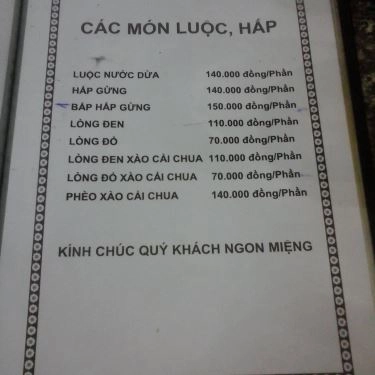 CÁC MÓN LUỘC, HẤP
LUỘC NƯỚC DỪA 140.000 đồng/Phần
HẤP GỪNG 140.000 đồng/Phần
BẮP HẤP GỪNG 150.000 đồng/Phần
LÒNG ĐEN 110.000 đồng/Phần
LÒNG ĐỎ 70.000 đồng/Phần
LÒNG ĐEN XÀO CẢI CHUA 110.000 đồng/Phần
LÒNG ĐỎ XÀO CẢI CHUA 70.000 đồng/Phần
PHÈO XÀO CẢI CHUA 140.000 đồng/Phần
KÍNH CHÚC QUÝ KHÁCH NGON MIỆNG